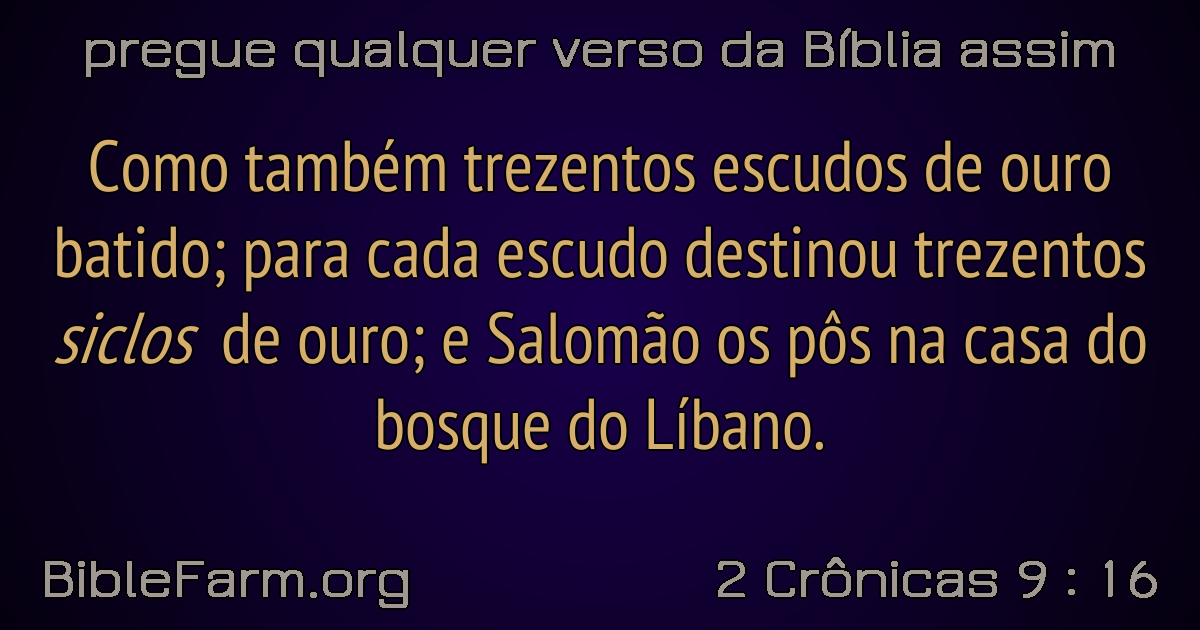 pregue qualquer verso da Bíblia assim
Como também trezentos escudos de ouro
batido; para cada escudo destinou trezentos
siclos de ouro; e Salomão os pôs na casa do
bosque do Líbano.
BibleFarm.org
2 Crônicas 9 : 16